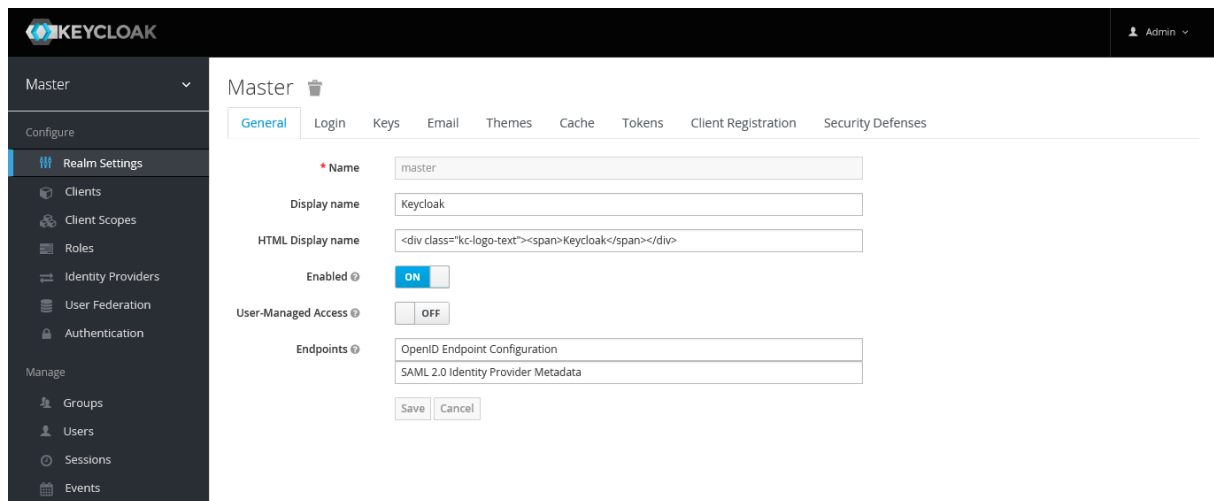 KEYCLOAK
Admin
Master
Configure
Realm Settings
Clients
Client Scopes
Roles
Identity Providers
User Federation
Authentication
Manage
Groups
Users
Sessions
Events
Master
General Login Keys Email Themes Cache Tokens Client Registration Security Defenses
* Name master
Display name Keycloak
HTML Display name <div class="kc-logo-text"><span>Keycloak</span></div>
Enabled ON
User-Managed Access OFF
Endpoints OpenID Endpoint Configuration
SAML 2.0 Identity Provider Metadata
Save Cancel